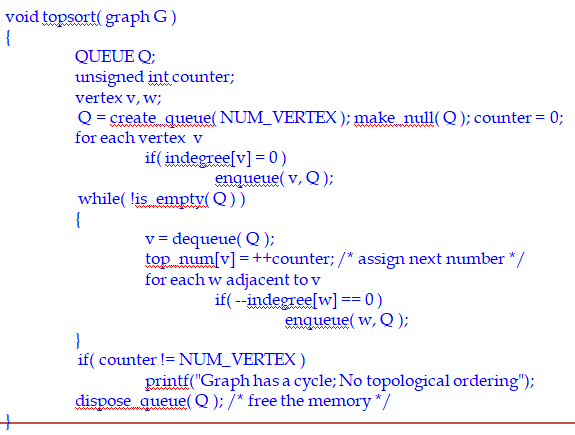 void topsort( graph G )
{
QUEUE Q;
unsigned int counter;
vertex v, w;
Q = create_queue( NUM_VERTEX ); make_null( Q ); counter = 0;
for each vertex v
if( indegree[v] = 0 )
enqueue( v, Q );
while( !is_empty( Q ) )
{
v = dequeue( Q );
top_num[v] = ++counter; /* assign next number */
for each w adjacent to v
if( --indegree[w] == 0 )
enqueue( w, Q );
}
if( counter != NUM_VERTEX )
printf("Graph has a cycle; No topological ordering");
dispose_queue( Q ); /* free the memory */
}